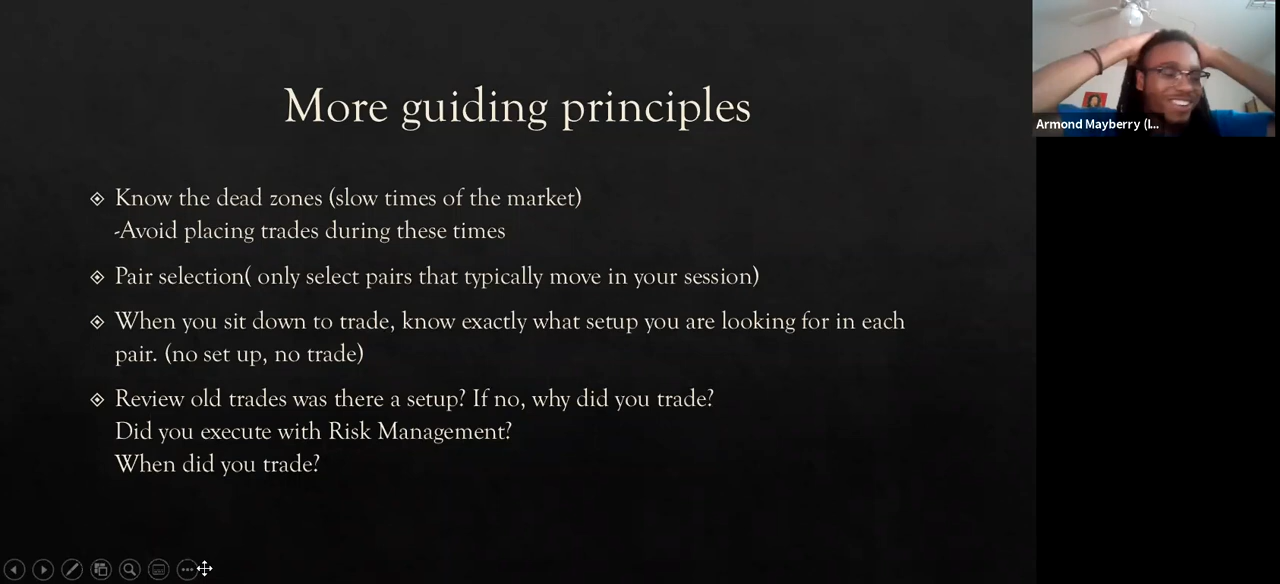 More guiding principles
Know the dead zones (slow times of the market)
-Avoid placing trades during these times
Pair selection( only select pairs that typically move in your session)
When you sit down to trade, know exactly what setup you are looking for in each
pair. (no set up, no trade)
Review old trades was there a setup? If no, why did you trade?
Did you execute with Risk Management?
When did you trade?
Armond Mayberry (I...